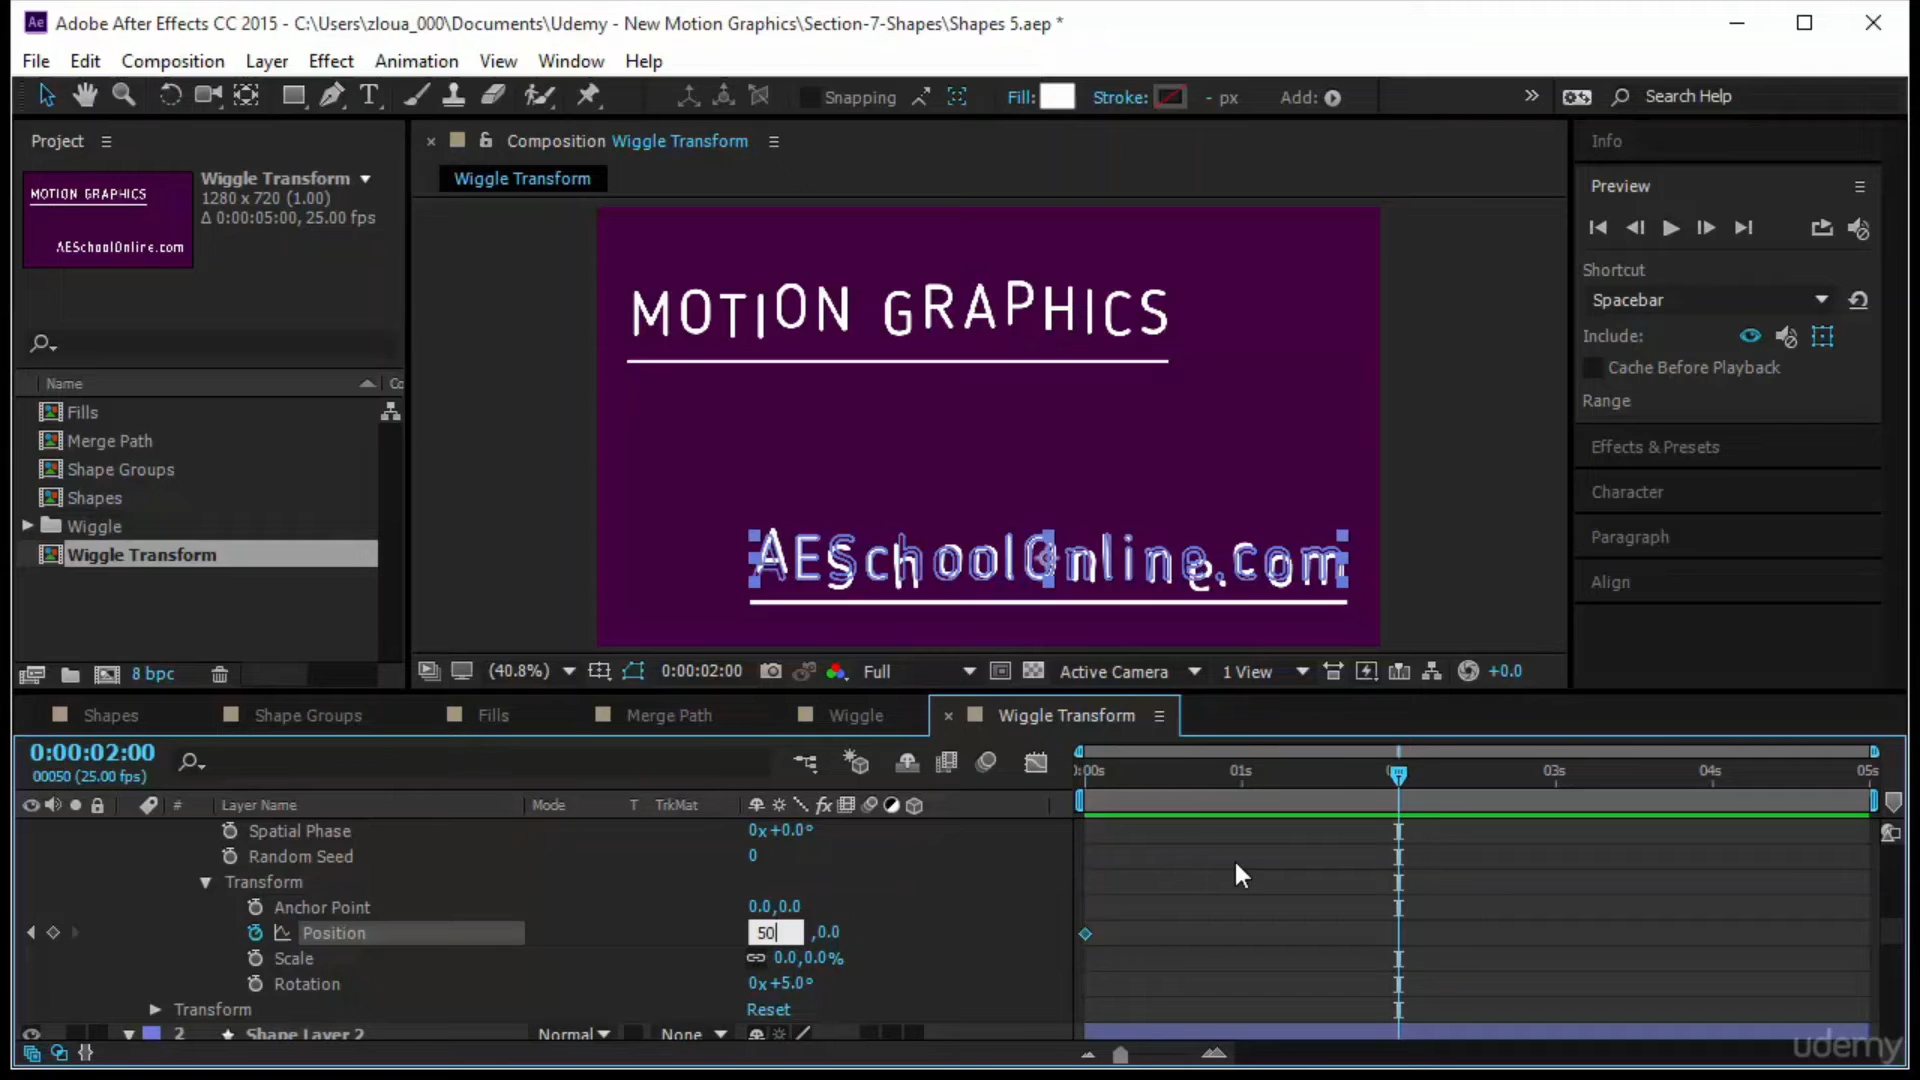 Ae Adobe After Effects CC 2015 - C:\Users\zloua_000\Documents\Udemy - New Motion Graphics\Section-7-Shapes\Shapes 5.aep *
File Edit Composition Layer Effect Animation View Window Help
T Snapping Fill: Stroke: - px Add: Search Help
Project
Composition Wiggle Transform
Info
Wiggle Transform
1280 x 720 (1.00)
Δ 0:00:05:00, 25.00 fps
MOTION GRAPHICS
AESchoolOnline.com
Wiggle Transform
Preview
Shortcut
Spacebar
Include:
Cache Before Playback
Range
Effects & Presets
Character
Paragraph
Align
MOTION GRAPHICS
AESchoolOnline.com
Name Co
Fills
Merge Path
Shape Groups
Shapes
Wiggle
Wiggle Transform
8 bpc
(40.8%) 0:00:02:00 Full Active Camera 1 View +0.0
Shapes Shape Groups Fills Merge Path Wiggle Wiggle Transform
0:00:02:00
00050 (25.00 fps)
:00s 01s 03s 04s 05s
# Layer Name Mode T TrkMat fx
Spatial Phase 0x+0.0°
Random Seed 0
Transform
Anchor Point 0.0,0.0
Position 50 ,0.0
Scale 0.0,0.0%
Rotation 0x+5.0°
Transform Reset
2 Shape Layer 2 Normal None
udemy